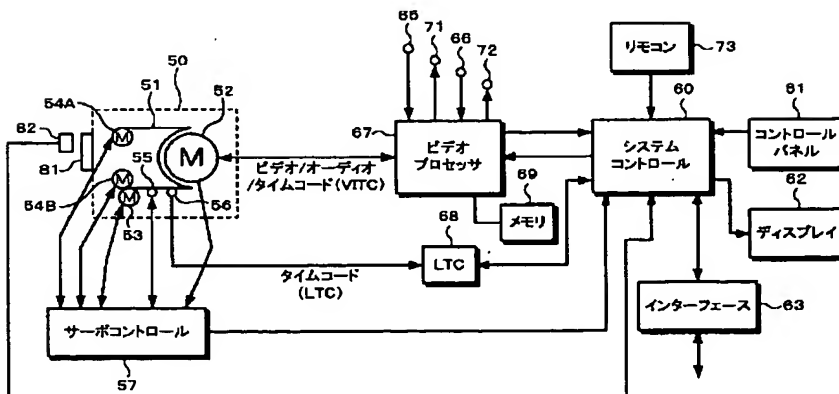 65
71
66
72
リモコン
73
50
51
52
54A
82
81
M
M
54B
55
M
M
53
56
ビデオ/オーディオ
/タイムコード(VITC)
67
ビデオ
プロセッサ
69
メモリ
60
システム
コントロール
61
コントロール
パネル
62
ディスプレイ
68
LTC
タイムコード
(LTC)
インターフェース
63
サーボコントロール
57